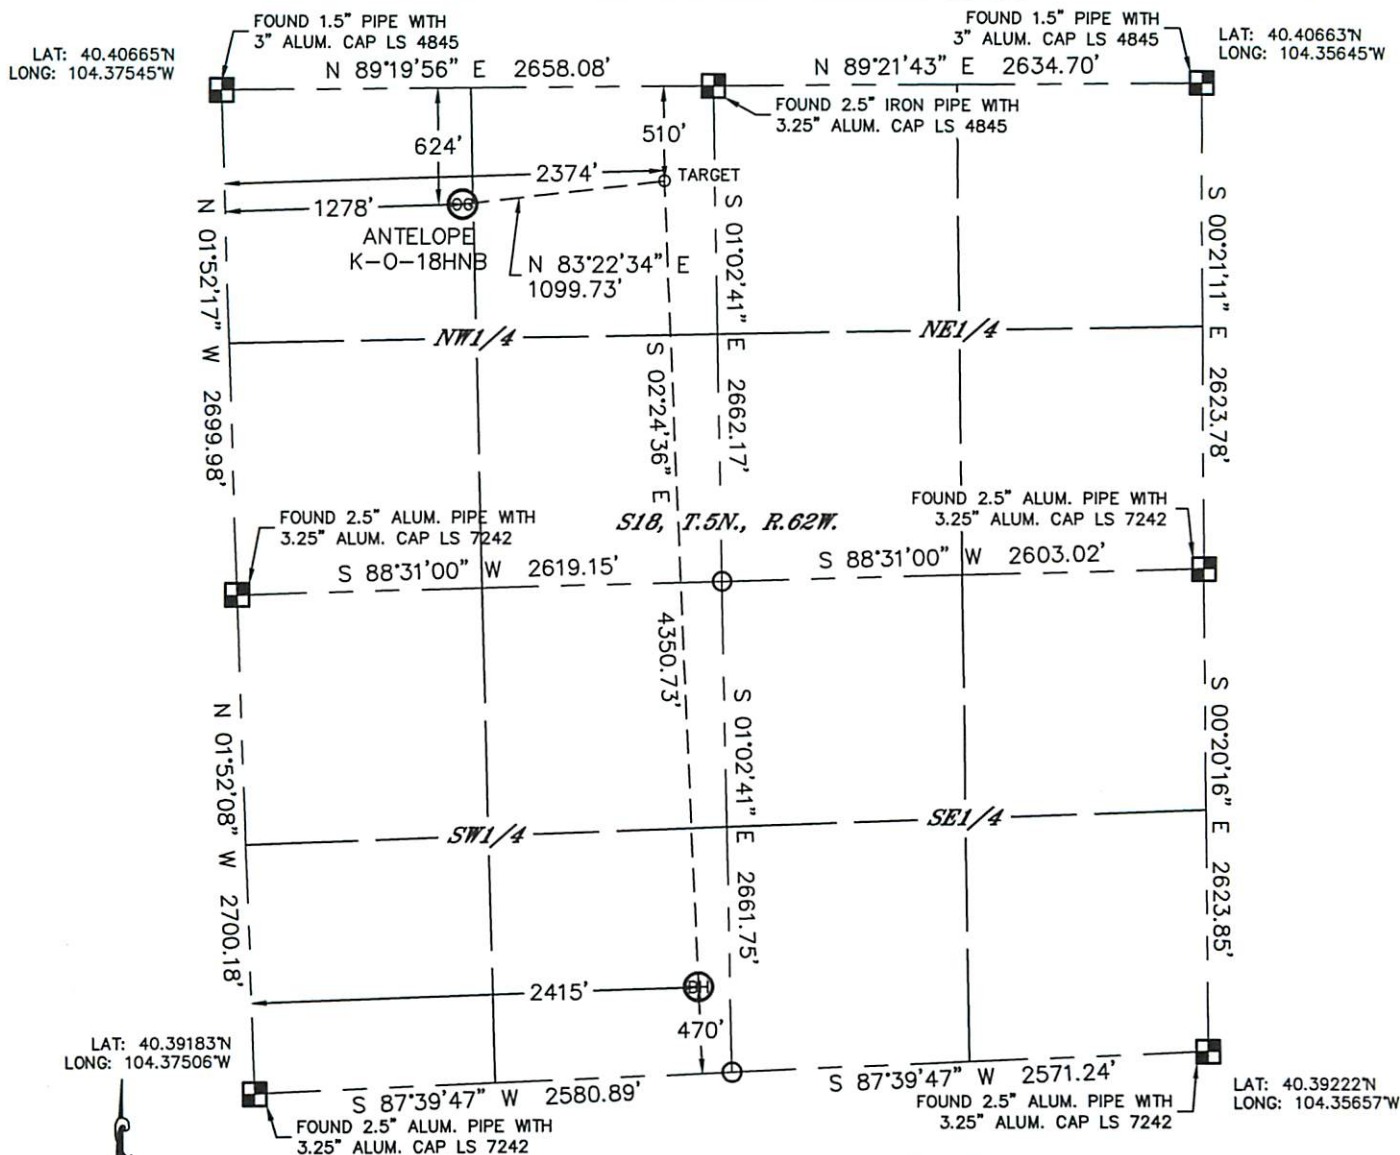 FOUND 1.5" PIPE WITH
3" ALUM. CAP LS 4845
LAT: 40.40665°N
LONG: 104.37545°W
N 89°19'56" E 2658.08'
FOUND 1.5" PIPE WITH
3" ALUM. CAP LS 4845
LAT: 40.40663°N
LONG: 104.35645°W
N 89°21'43" E 2634.70'
FOUND 2.5" IRON PIPE WITH
3.25" ALUM. CAP LS 4845
624'
510'
2374'
TARGET
1278'
OG
ANTELOPE
K-O-18HNB
N 83°22'34" E
1099.73'
N 01°52'17" W 2699.98'
S 01°02'41" E 2662.17'
S 00°21'11" E 2623.78'
NW1/4
NE1/4
S 02°24'36" E
4350.73'
FOUND 2.5" ALUM. PIPE WITH
3.25" ALUM. CAP LS 7242
S18, T.5N., R.62W.
FOUND 2.5" ALUM. PIPE WITH
3.25" ALUM. CAP LS 7242
S 88°31'00" W 2619.15'
S 88°31'00" W 2603.02'
N 01°52'08" W 2700.18'
S 01°02'41" E 2661.75'
S 00°20'16" E 2623.85'
SW1/4
SE1/4
2415'
BH
470'
LAT: 40.39183°N
LONG: 104.37506°W
S 87°39'47" W 2580.89'
S 87°39'47" W 2571.24'
FOUND 2.5" ALUM. PIPE WITH
3.25" ALUM. CAP LS 7242
FOUND 2.5" ALUM. PIPE WITH
3.25" ALUM. CAP LS 7242
LAT: 40.39222°N
LONG: 104.35657°W